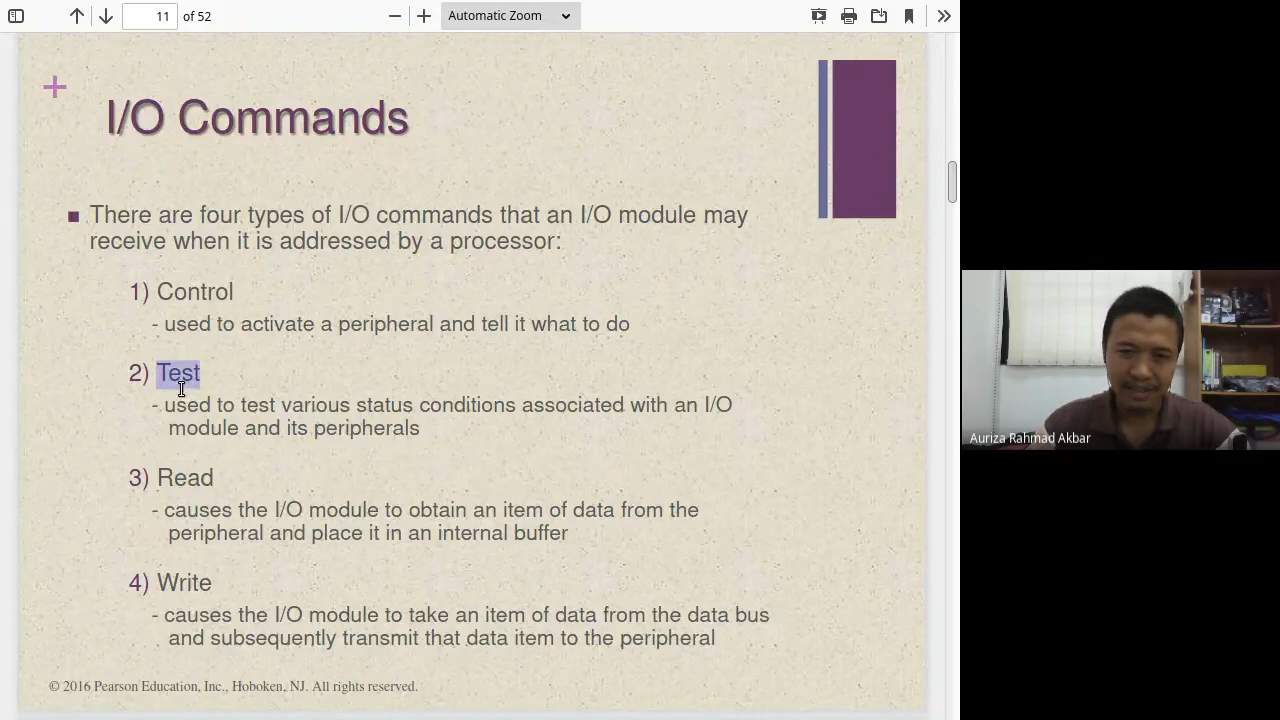 11 of 52 Automatic Zoom
+
I/O Commands
There are four types of I/O commands that an I/O module may
receive when it is addressed by a processor:
1) Control
- used to activate a peripheral and tell it what to do
2) Test
- used to test various status conditions associated with an I/O
module and its peripherals
3) Read
- causes the I/O module to obtain an item of data from the
peripheral and place it in an internal buffer
4) Write
- causes the I/O module to take an item of data from the data bus
and subsequently transmit that data item to the peripheral
© 2016 Pearson Education, Inc., Hoboken, NJ. All rights reserved.
Auriza Rahmad Akbar